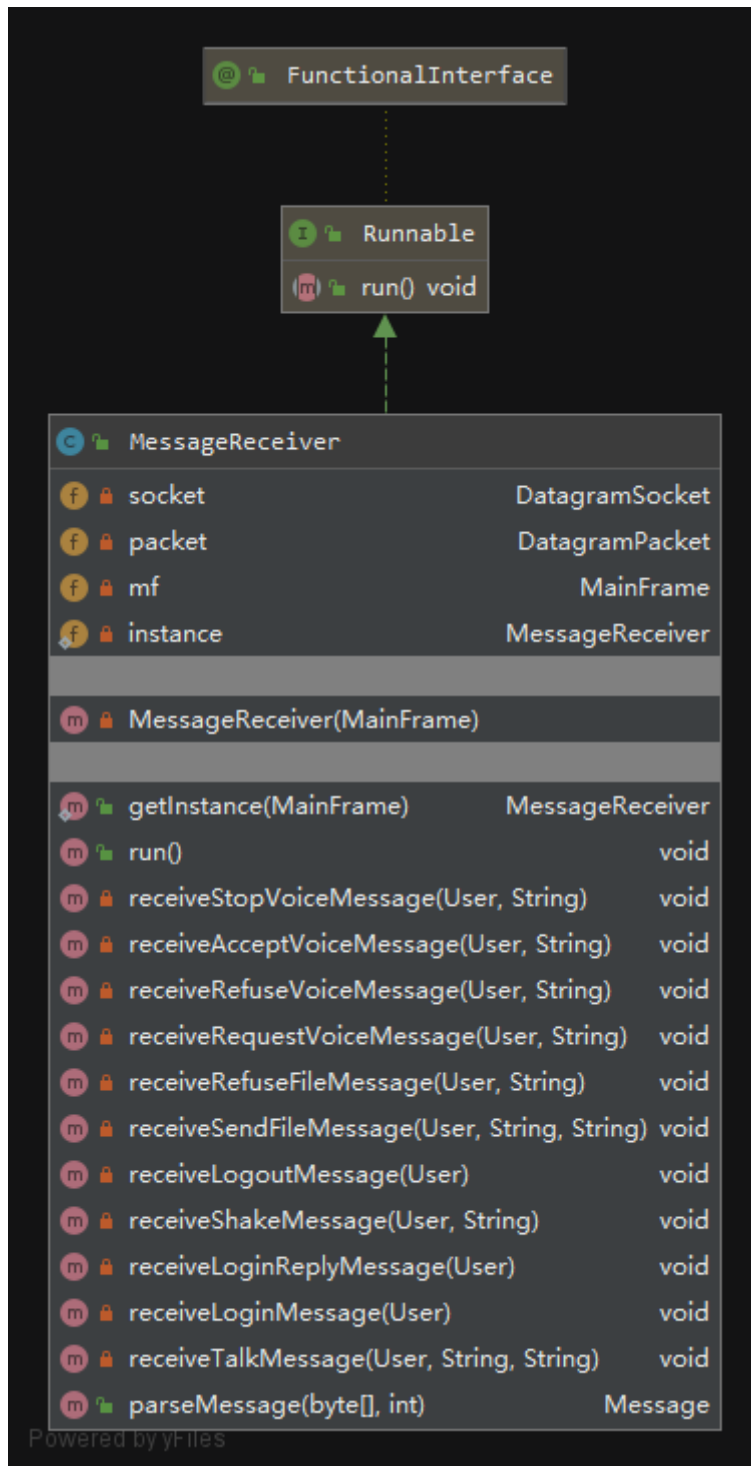 FunctionalInterface
Runnable
run() void
MessageReceiver
socket DatagramSocket
packet DatagramPacket
mf MainFrame
instance MessageReceiver
MessageReceiver(MainFrame)
getInstance(MainFrame) MessageReceiver
run() void
receiveStopVoiceMessage(User, String) void
receiveAcceptVoiceMessage(User, String) void
receiveRefuseVoiceMessage(User, String) void
receiveRequestVoiceMessage(User, String) void
receiveRefuseFileMessage(User, String) void
receiveSendFileMessage(User, String, String) void
receiveLogoutMessage(User) void
receiveShakeMessage(User, String) void
receiveLoginReplyMessage(User) void
receiveLoginMessage(User) void
receiveTalkMessage(User, String, String) void
parseMessage(byte[], int) Message
Powered by yFiles